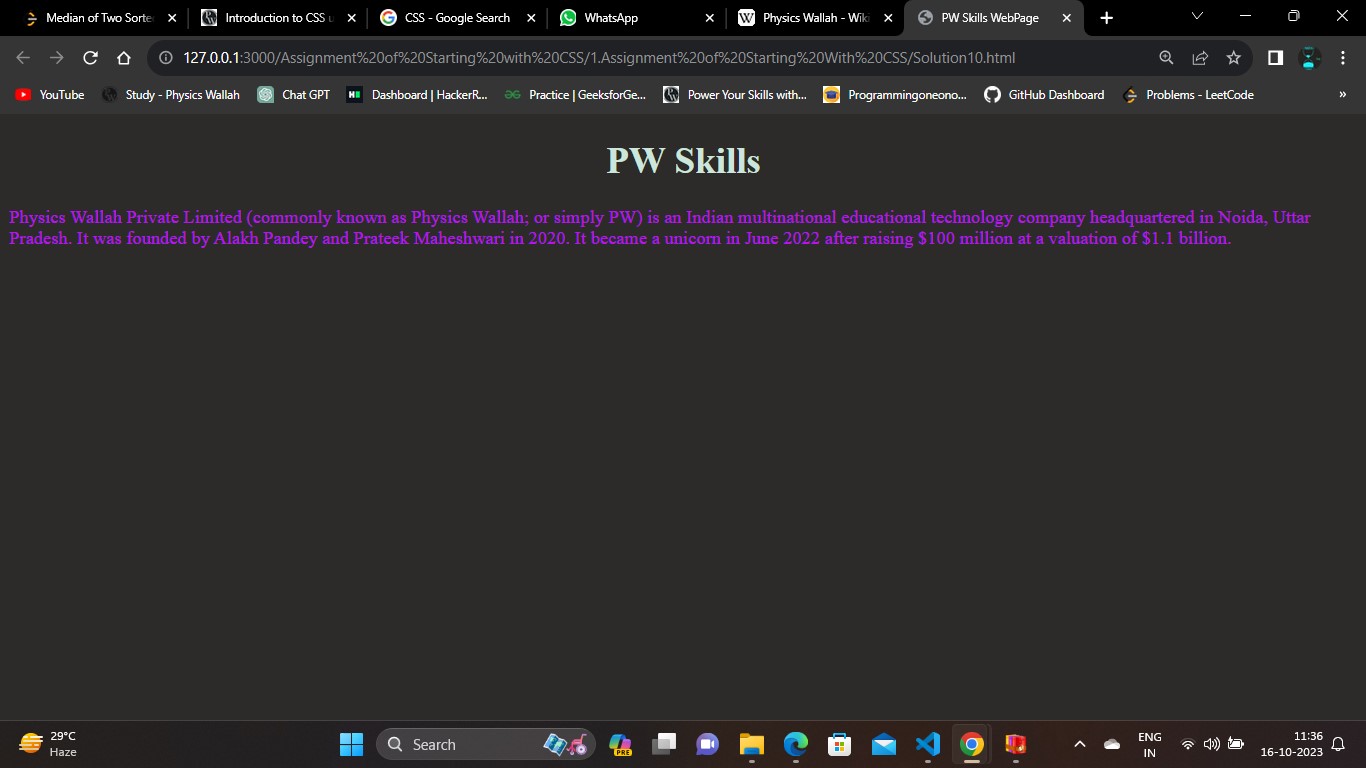 Median of Two Sorte
Introduction to CSS u
CSS - Google Search
WhatsApp
Physics Wallah - Wiki
PW Skills WebPage
127.0.0.1:3000/Assignment%20of%20Starting%20with%20CSS/1.Assignment%20of%20Starting%20With%20CSS/Solution10.html
YouTube
Study - Physics Wallah
Chat GPT
Dashboard | HackerR...
Practice | GeeksforGe...
Power Your Skills with...
Programmingoneono...
GitHub Dashboard
Problems - LeetCode
»
PW Skills
Physics Wallah Private Limited (commonly known as Physics Wallah; or simply PW) is an Indian multinational educational technology company headquartered in Noida, Uttar
Pradesh. It was founded by Alakh Pandey and Prateek Maheshwari in 2020. It became a unicorn in June 2022 after raising $100 million at a valuation of $1.1 billion.
29°C
Haze
Search
PRE
ENG
IN
11:36
16-10-2023